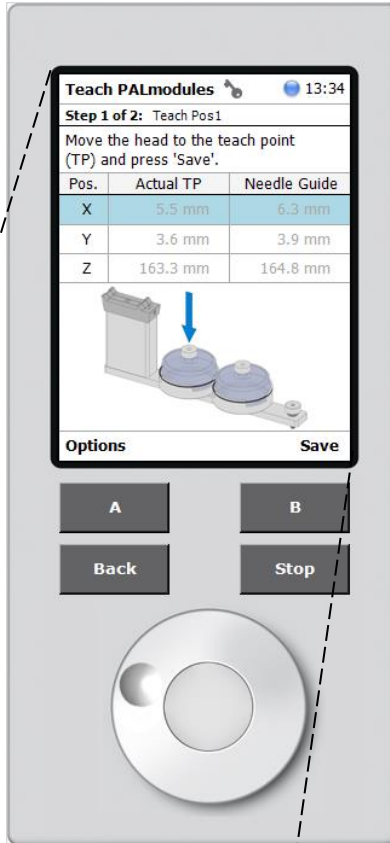 Teach PALmodules 13:34
Step 1 of 2: Teach Pos1
Move the head to the teach point
(TP) and press 'Save'.
Pos. Actual TP Needle Guide
X 5.5 mm 6.3 mm
Y 3.6 mm 3.9 mm
Z 163.3 mm 164.8 mm
Options Save
A B
Back Stop